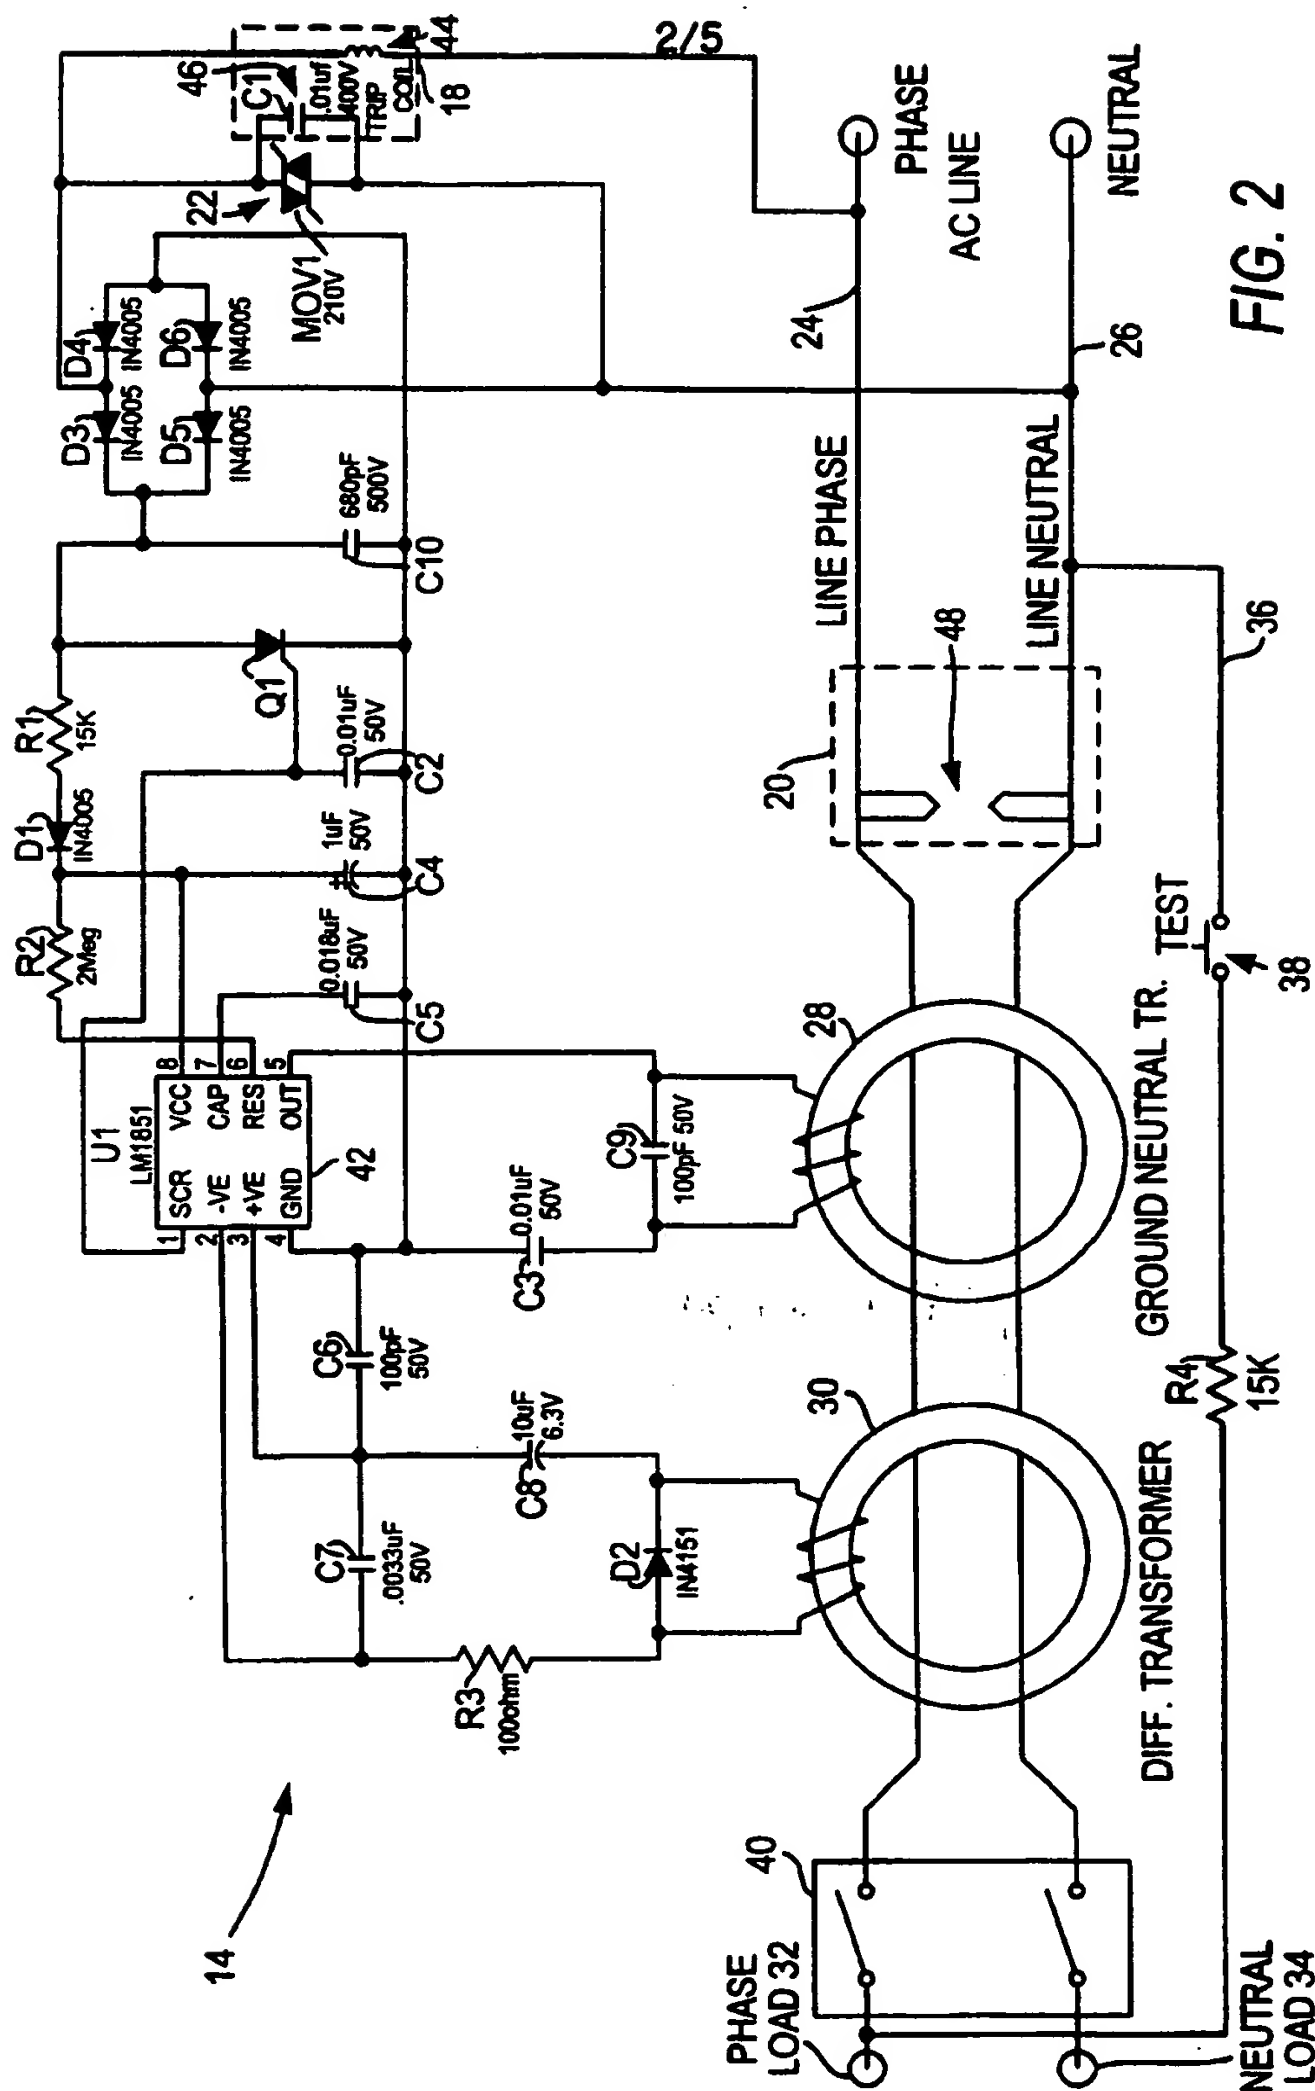 14
U1
LM1851
SCR
-VE
+VE
GND
VCC
CAP
RES
OUT
1
2
3
4
8
7
6
5
42
R2
2Meg
D1
IN4005
R1
15K
D3
IN4005
D4
IN4005
D5
IN4005
D6
IN4005
22
MOV1
210V
46
C1
.01uf
400V
TRIP
COIL
44
18
2/5
C5
0.018uF
50V
C4
1uF
50V
C2
0.01uF
50V
Q1
C10
680pF
500V
C7
.0033uF
50V
C6
100pF
50V
R3
100ohm
C8
10uF
6.3V
C3
0.01uF
50V
D2
IN4151
C9
100pF 50V
PHASE
LOAD 32
40
30
28
20
48
LINE PHASE
LINE NEUTRAL
24
26
PHASE
AC LINE
NEUTRAL
NEUTRAL
LOAD 34
DIFF. TRANSFORMER
GROUND NEUTRAL TR.
R4
15K
TEST
38
36
FIG. 2